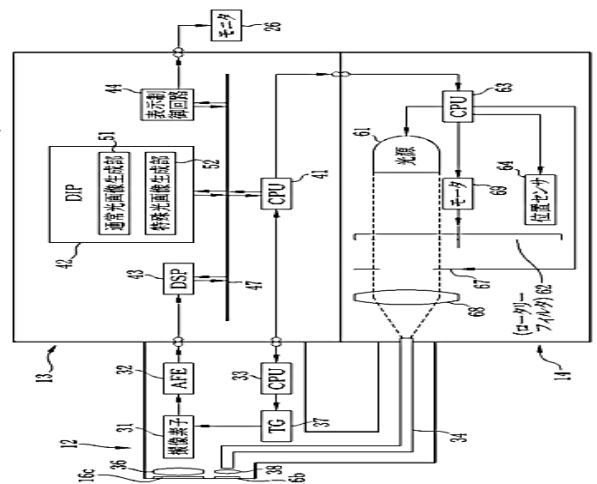 モニタ
26
44
表示制
御回路
DIP
51
通常光画像生成部
52
特殊光画像生成部
42
43
DSP
47
CPU
41
13
CPU
63
61
光源
64
位置センサ
モータ
69
67
68
(ロータリー
フィルタ) 62
14
32
AFE
33
CPU
31
撮像素子
TG
37
12
34
36
38
16c
6b